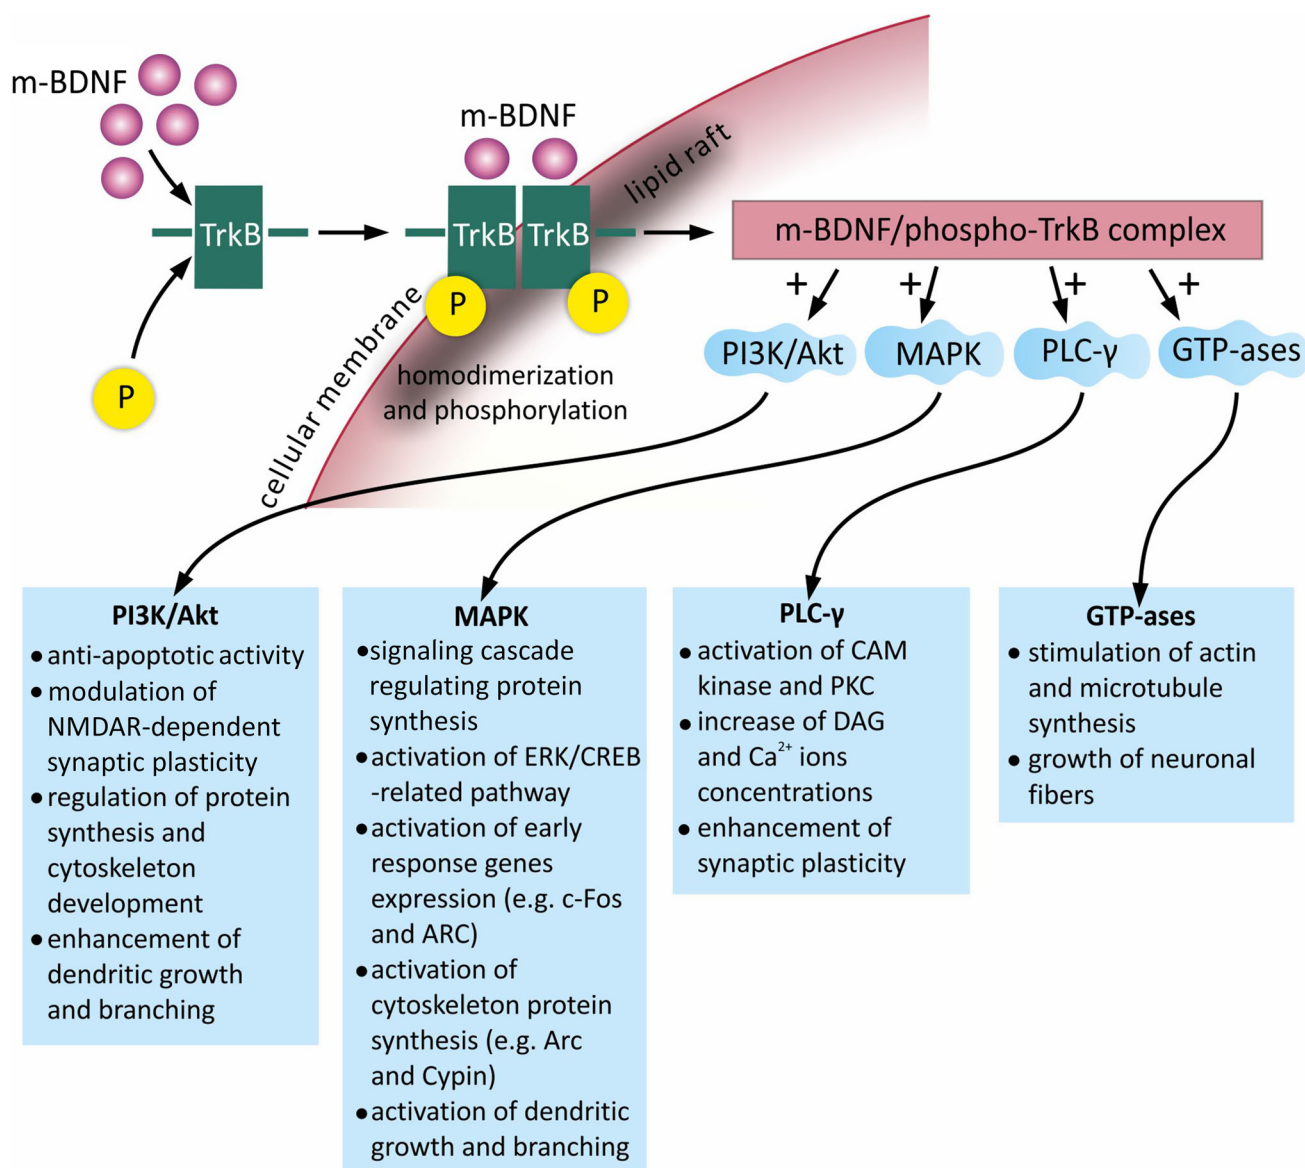 m-BDNF
m-BDNF
TrkB
TrkB
TrkB
P
P
P
lipid raft
cellular membrane
homodimerization
and phosphorylation
m-BDNF/phospho-TrkB complex
+
+
+
+
PI3K/Akt
MAPK
PLC-γ
GTP-ases
PI3K/Akt
● anti-apoptotic activity
● modulation of
NMDAR-dependent
synaptic plasticity
● regulation of protein
synthesis and
cytoskeleton
development
● enhancement of
dendritic growth
and branching
MAPK
● signaling cascade
regulating protein
synthesis
● activation of ERK/CREB
-related pathway
● activation of early
response genes
expression (e.g. c-Fos
and ARC)
● activation of
cytoskeleton protein
synthesis (e.g. Arc
and Cypin)
● activation of dendritic
growth and branching
PLC-γ
● activation of CAM
kinase and PKC
● increase of DAG
and Ca²⁺ ions
concentrations
● enhancement of
synaptic plasticity
GTP-ases
● stimulation of actin
and microtubule
synthesis
● growth of neuronal
fibers